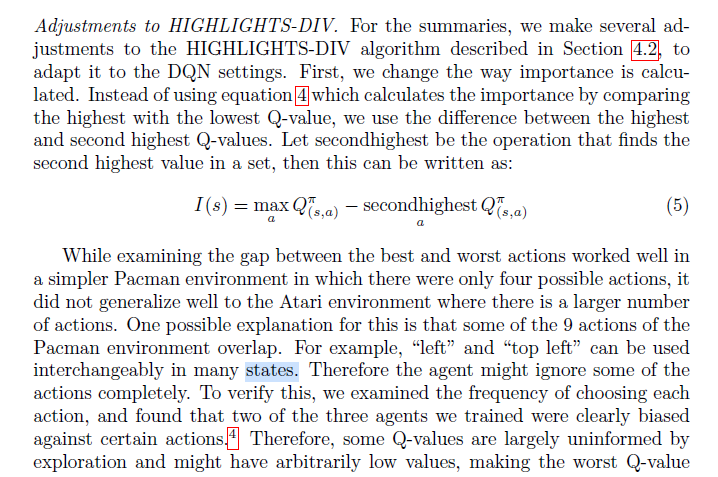 Adjustments to HIGHLIGHTS-DIV. For the summaries, we make several ad-
justments to the HIGHLIGHTS-DIV algorithm described in Section 4.2, to
adapt it to the DQN settings. First, we change the way importance is calcu-
lated. Instead of using equation 4 which calculates the importance by comparing
the highest with the lowest Q-value, we use the difference between the highest
and second highest Q-values. Let secondhighest be the operation that finds the
second highest value in a set, then this can be written as:
I(s) = max_a Q^π_(s,a) − secondhighest_a Q^π_(s,a) (5)
While examining the gap between the best and worst actions worked well in
a simpler Pacman environment in which there were only four possible actions, it
did not generalize well to the Atari environment where there is a larger number
of actions. One possible explanation for this is that some of the 9 actions of the
Pacman environment overlap. For example, “left” and “top left” can be used
interchangeably in many states. Therefore the agent might ignore some of the
actions completely. To verify this, we examined the frequency of choosing each
action, and found that two of the three agents we trained were clearly biased
against certain actions.4 Therefore, some Q-values are largely uninformed by
exploration and might have arbitrarily low values, making the worst Q-value